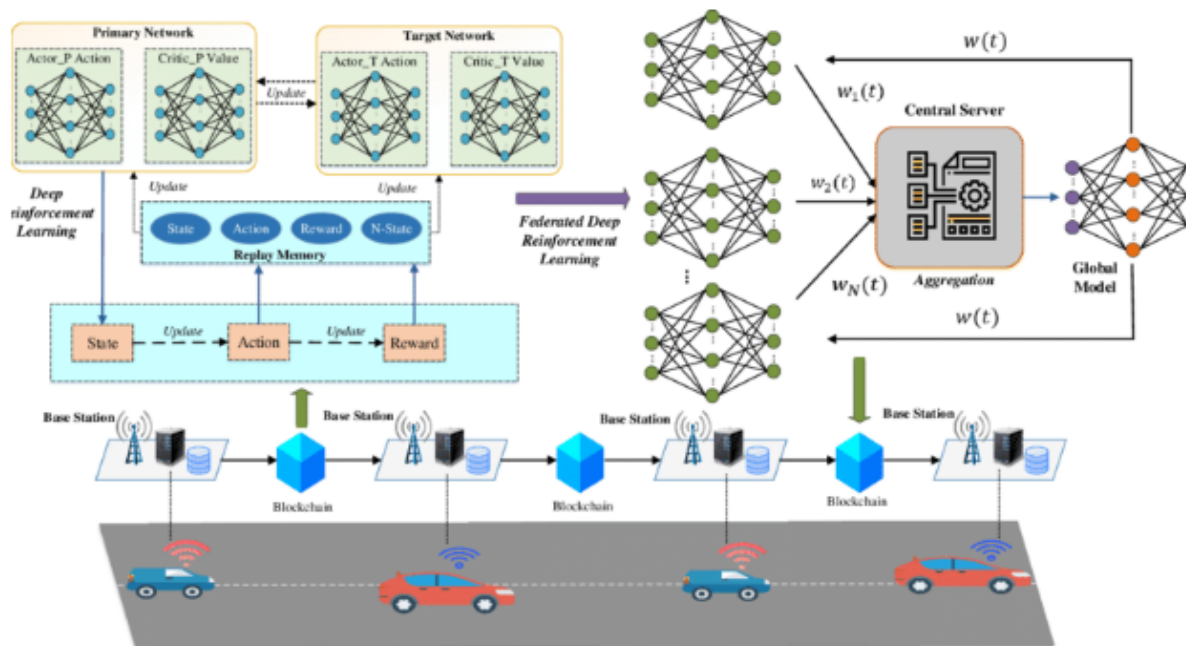 Primary Network
Target Network
Actor_P Action
Critic_P Value
Actor_T Action
Critic_T Value
Update
Deep
einforcement
Learning
Update
Update
State
Action
Reward
N-State
Replay Memory
State
Update
Action
Update
Reward
Federated Deep
Reinforcement
Learning
w(t)
w₁(t)
w₂(t)
w_N(t)
Central Server
Aggregation
Global
Model
w(t)
Base Station
Base Station
Base Station
Base Station
Blockchain
Blockchain
Blockchain